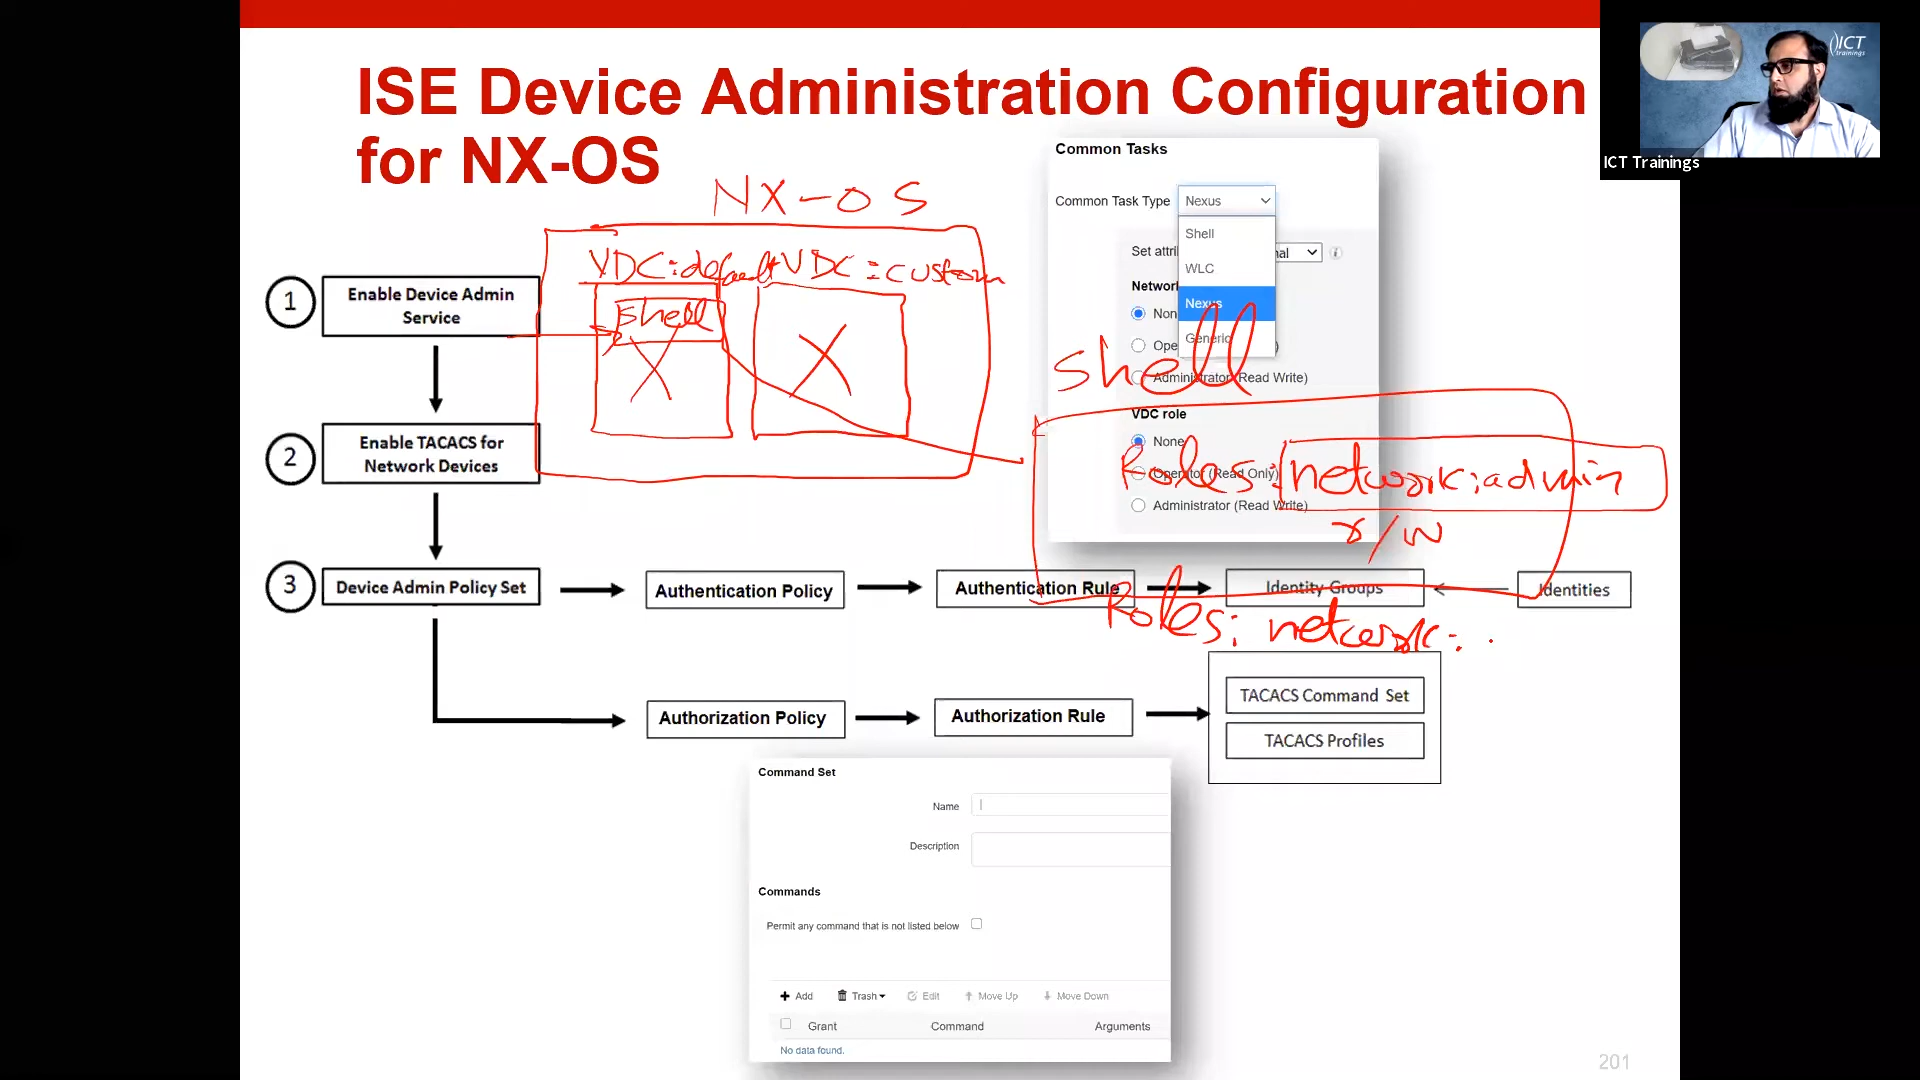 ISE Device Administration Configuration
for NX-OS
()ICT
trainings
ICT Trainings
NX-OS
VDC:default VDC:custom
shell
X
X
1
Enable Device Admin
Service
2
Enable TACACS for
Network Devices
3
Device Admin Policy Set
Authentication Policy
Authentication Rule
Identity Groups
Identities
Authorization Policy
Authorization Rule
TACACS Command Set
TACACS Profiles
Common Tasks
Common Task Type
Nexus
Shell
WLC
Nexus
Generic
Set attri
nal
i
Network
Non
Ope
Administrator (Read Write)
VDC role
None
Operator (Read Only)
Administrator (Read Write)
shell
Roles: network:admin
r/w
Roles: network:..
Command Set
Name
Description
Commands
Permit any command that is not listed below
Add Trash Edit Move Up Move Down
Grant Command Arguments
No data found.
201